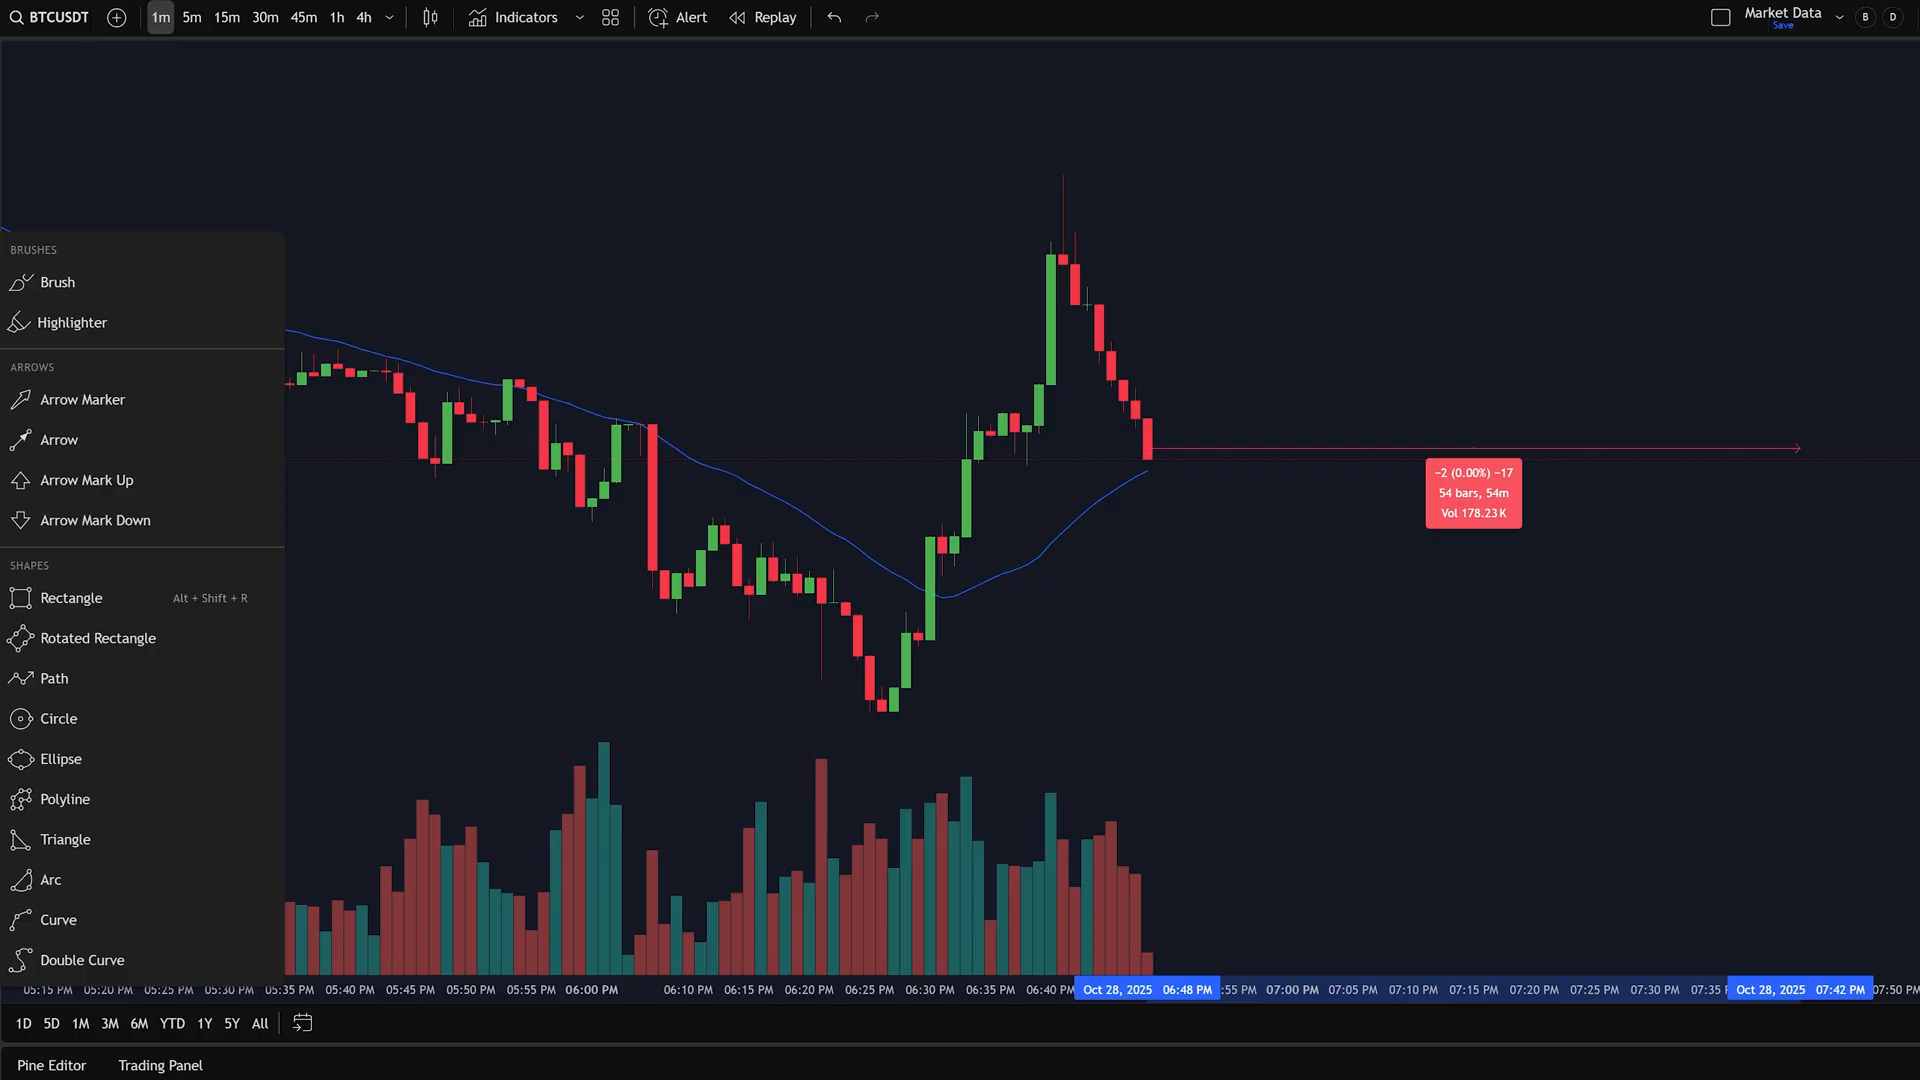 BTCUSDT 1m 5m 15m 30m 45m 1h 4h Indicators Alert Replay Market Data B D
Save
BRUSHES
Brush
Highlighter
ARROWS
Arrow Marker
Arrow
Arrow Mark Up
Arrow Mark Down
SHAPES
Rectangle Alt + Shift + R
Rotated Rectangle
Path
Circle
Ellipse
Polyline
Triangle
Arc
Curve
Double Curve
−2 (0.00%) −17
54 bars, 54m
Vol 178.23K
05:15 PM 05:20 PM 05:25 PM 05:30 PM 05:35 PM 05:40 PM 05:45 PM 05:50 PM 05:55 PM 06:00 PM 06:10 PM 06:15 PM 06:20 PM 06:25 PM 06:30 PM 06:35 PM 06:40 PM Oct 28, 2025 06:48 PM :55 PM 07:00 PM 07:05 PM 07:10 PM 07:15 PM 07:20 PM 07:25 PM 07:30 PM 07:35 Oct 28, 2025 07:42 PM 07:50 PM
1D 5D 1M 3M 6M YTD 1Y 5Y All
Pine Editor Trading Panel